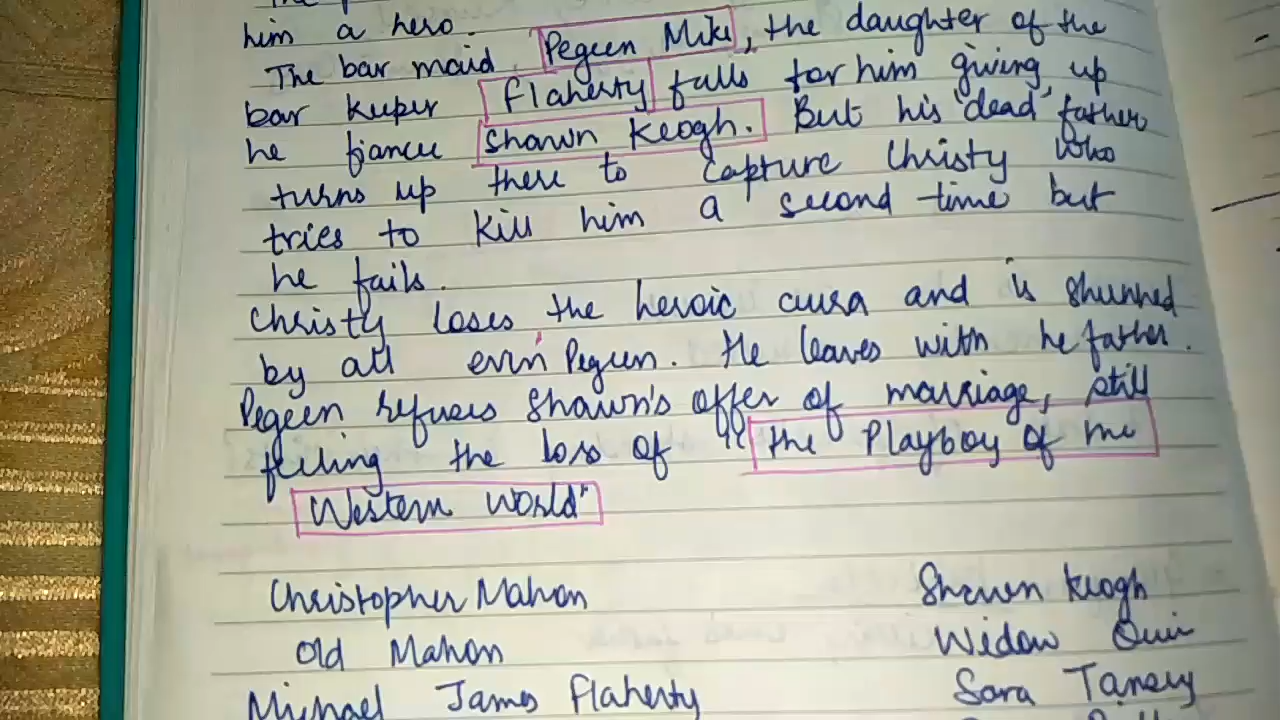 him a hero.
The bar maid Pegeen Mike, the daughter of the
bar keeper Flaherty falls for him giving up
he fiance Shawn Keogh. But his 'dead' father
turns up there to capture Christy who
tries to kill him a second time but
he fails.
Christy loses the heroic aura and is shunned
by all even Pegeen. He leaves with he father.
Pegeen refuses Shawn's offer of marriage, still
feeling the loss of "the Playboy of the
Western World"
Christopher Mahon
Shawn Keogh
Old Mahon
Widow Quin
Michael James Flaherty
Sara Tansey